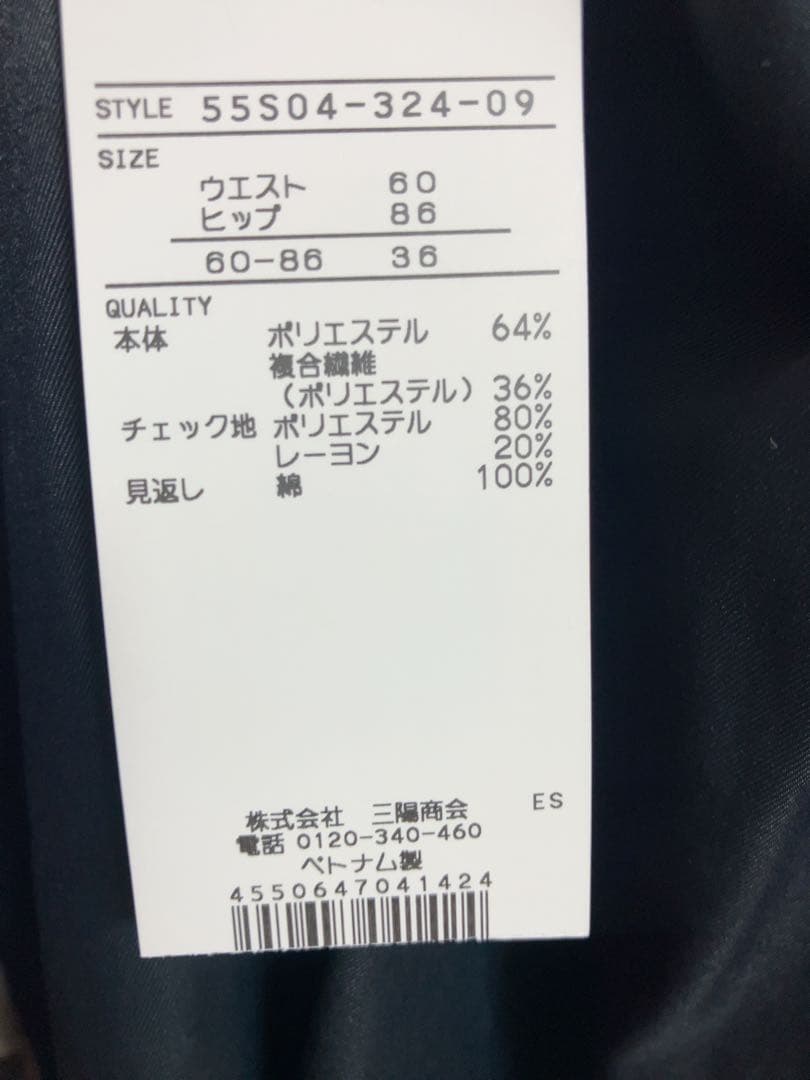 STYLE 55S04-324-09
SIZE
ウエスト 60
ヒップ 86
60-86 36
QUALITY
本体 ポリエステル 64%
複合繊維
(ポリエステル) 36%
チェック地 ポリエステル 80%
レーヨン 20%
見返し 綿 100%
株式会社 三陽商会 ES
電話 0120-340-460
ベトナム製
4550647041424